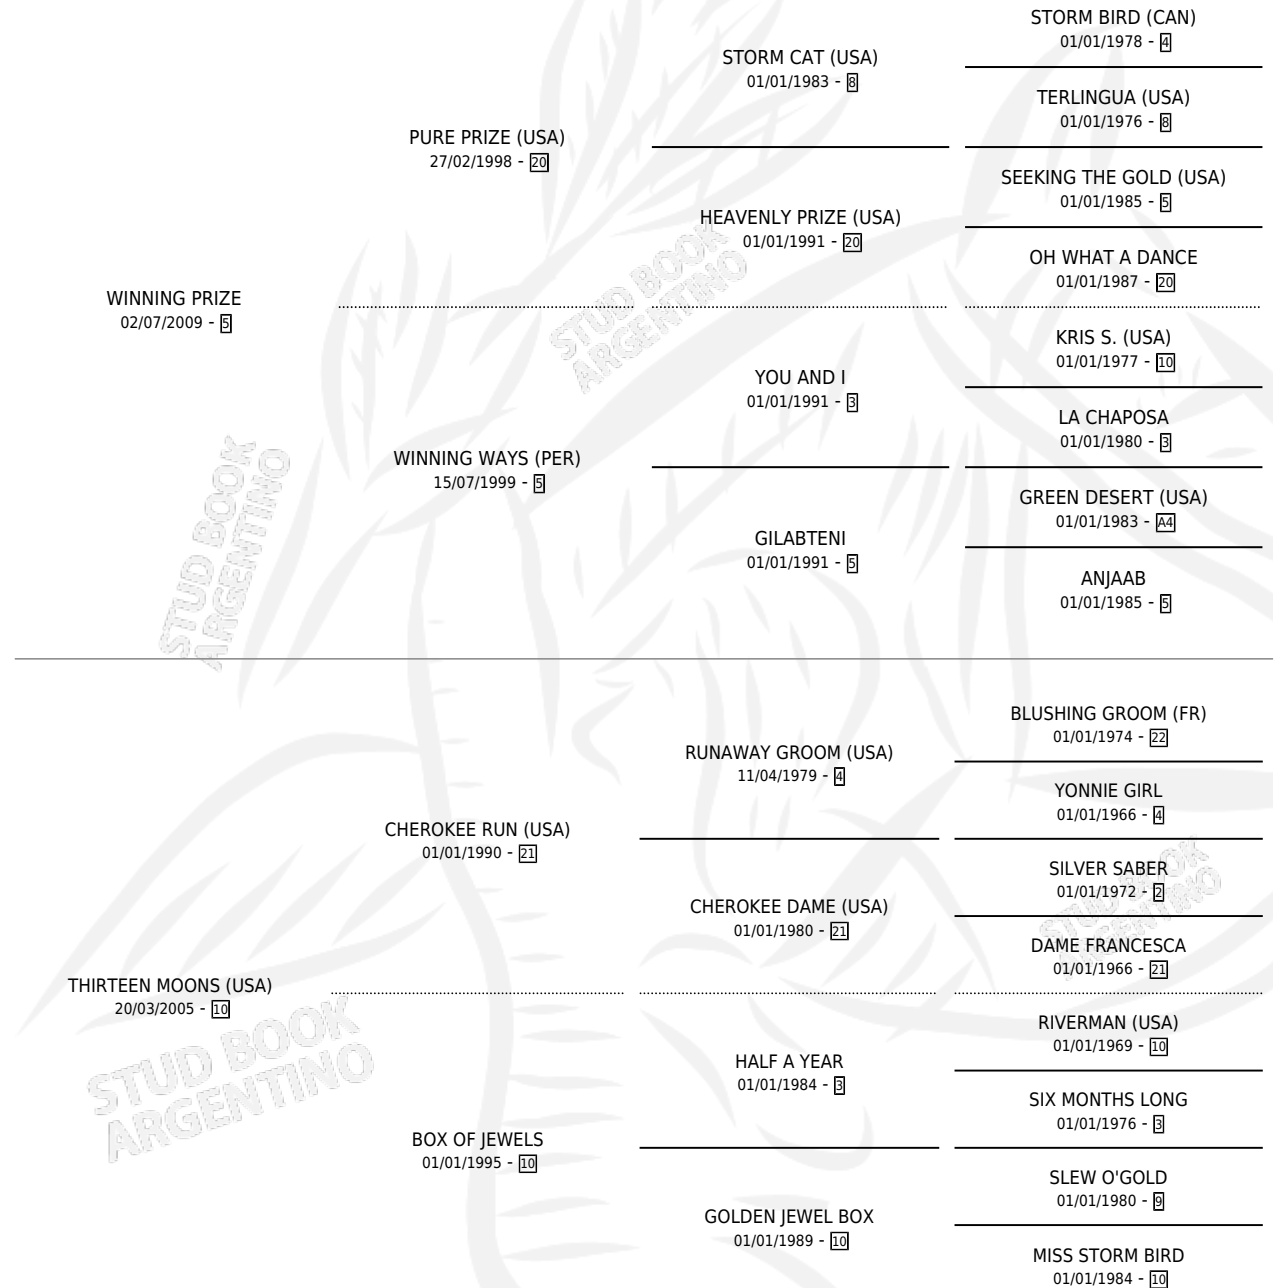 STORM BIRD (CAN)
01/01/1978 - 4
STORM CAT (USA)
01/01/1983 - 8
TERLINGUA (USA)
01/01/1976 - 8
PURE PRIZE (USA)
27/02/1998 - 20
SEEKING THE GOLD (USA)
01/01/1985 - 5
HEAVENLY PRIZE (USA)
01/01/1991 - 20
OH WHAT A DANCE
01/01/1987 - 20
WINNING PRIZE
02/07/2009 - 5
KRIS S. (USA)
01/01/1977 - 10
YOU AND I
01/01/1991 - 3
LA CHAPOSA
01/01/1980 - 3
WINNING WAYS (PER)
15/07/1999 - 5
GREEN DESERT (USA)
01/01/1983 - A4
GILABTENI
01/01/1991 - 5
ANJAAB
01/01/1985 - 5
BLUSHING GROOM (FR)
01/01/1974 - 22
RUNAWAY GROOM (USA)
11/04/1979 - 4
YONNIE GIRL
01/01/1966 - 4
CHEROKEE RUN (USA)
01/01/1990 - 21
SILVER SABER
01/01/1972 - 2
CHEROKEE DAME (USA)
01/01/1980 - 21
DAME FRANCESCA
01/01/1966 - 21
THIRTEEN MOONS (USA)
20/03/2005 - 10
RIVERMAN (USA)
01/01/1969 - 10
HALF A YEAR
01/01/1984 - 3
SIX MONTHS LONG
01/01/1976 - 3
BOX OF JEWELS
01/01/1995 - 10
SLEW O'GOLD
01/01/1980 - 9
GOLDEN JEWEL BOX
01/01/1989 - 10
MISS STORM BIRD
01/01/1984 - 10
STUD BOOK
ARGENTINO
STUD BOOK
ARGENTINO
STUD BOOK
ARGENTINO
STUD BOOK
ARGENTINO